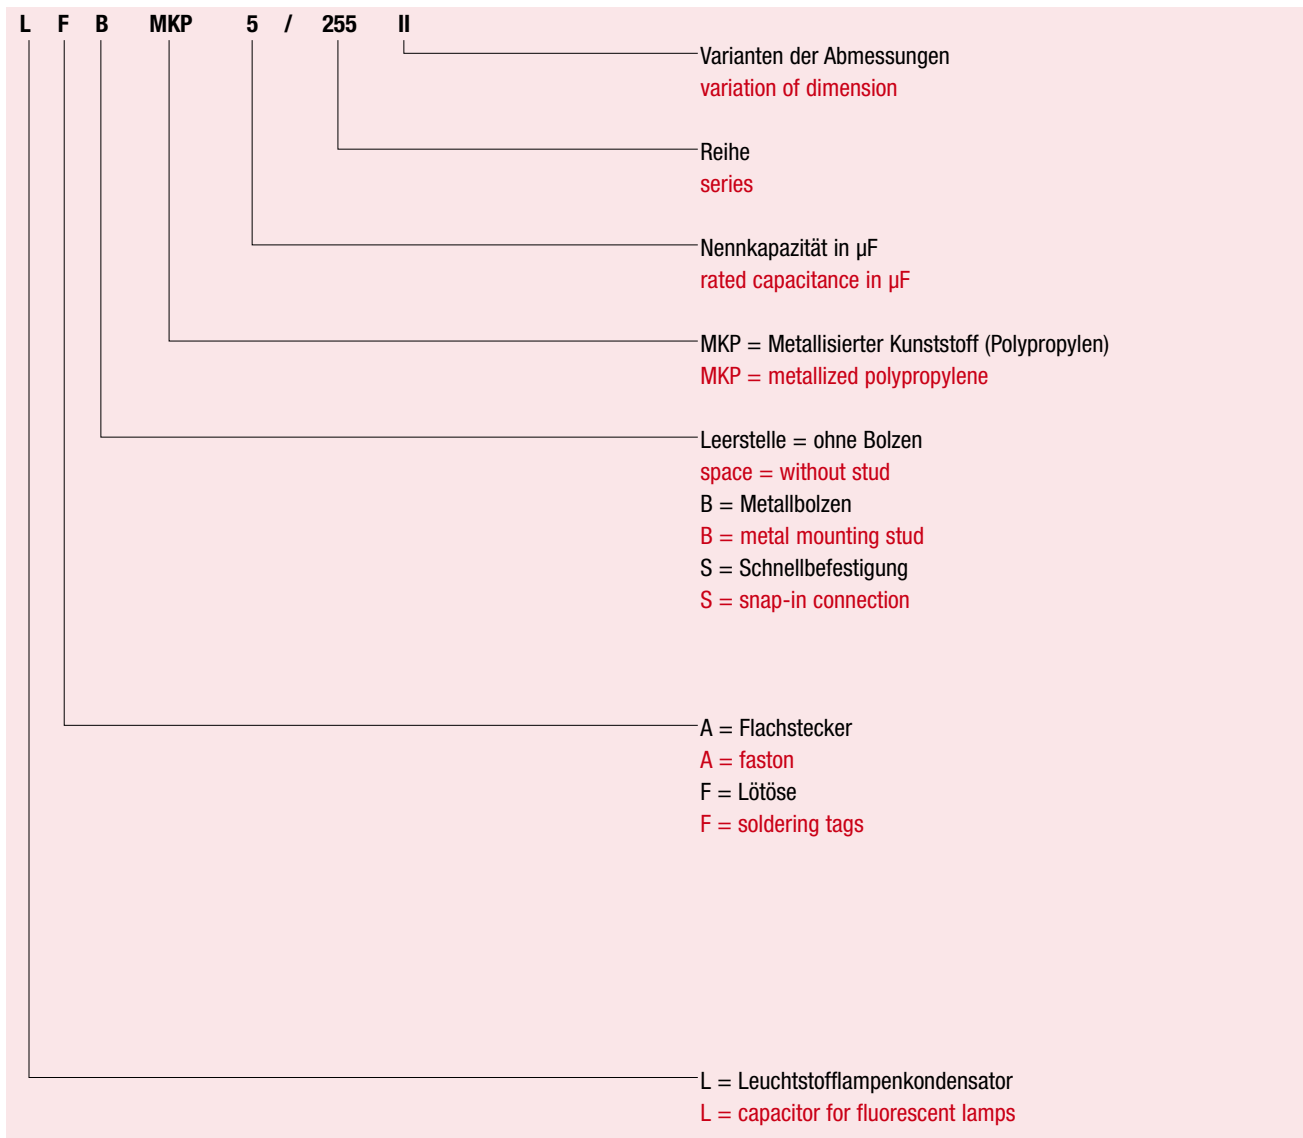 L F B MKP 5 / 255 II
Varianten der Abmessungen
variation of dimension
Reihe
series
Nennkapazität in µF
rated capacitance in µF
MKP = Metallisierter Kunststoff (Polypropylen)
MKP = metallized polypropylene
Leerstelle = ohne Bolzen
space = without stud
B = Metallbolzen
B = metal mounting stud
S = Schnellbefestigung
S = snap-in connection
A = Flachstecker
A = faston
F = Lötöse
F = soldering tags
L = Leuchtstofflampenkondensator
L = capacitor for fluorescent lamps